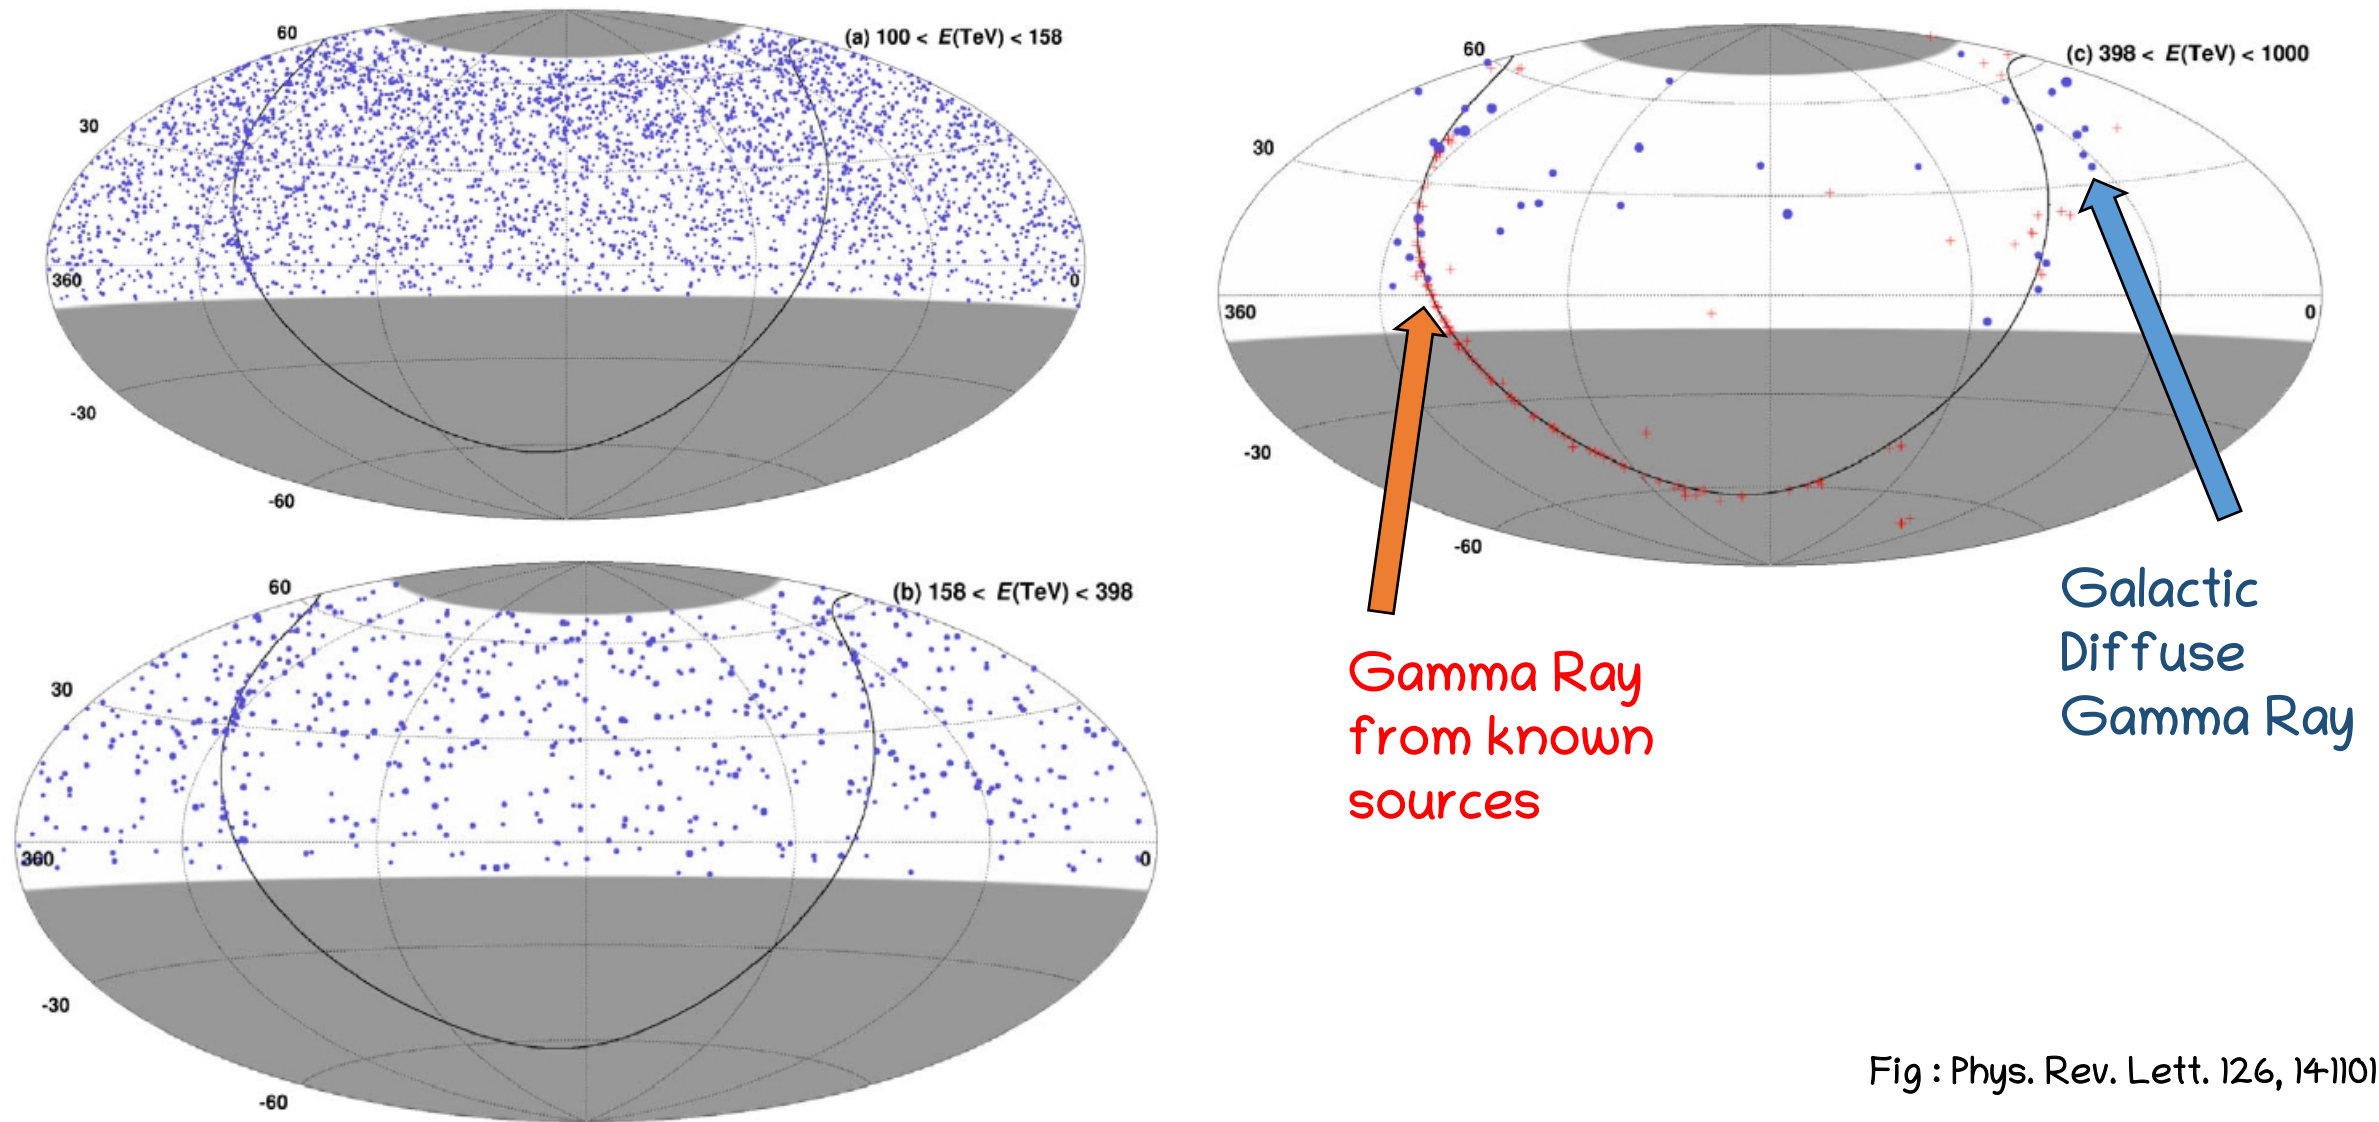 (a) 100 < E(TeV) < 158
60
30
360
0
-30
-60
(b) 158 < E(TeV) < 398
60
30
360
0
-30
-60
(c) 398 < E(TeV) < 1000
60
30
360
0
-30
-60
Gamma Ray
from known
sources
Galactic
Diffuse
Gamma Ray
Fig : Phys. Rev. Lett. 126, 141101